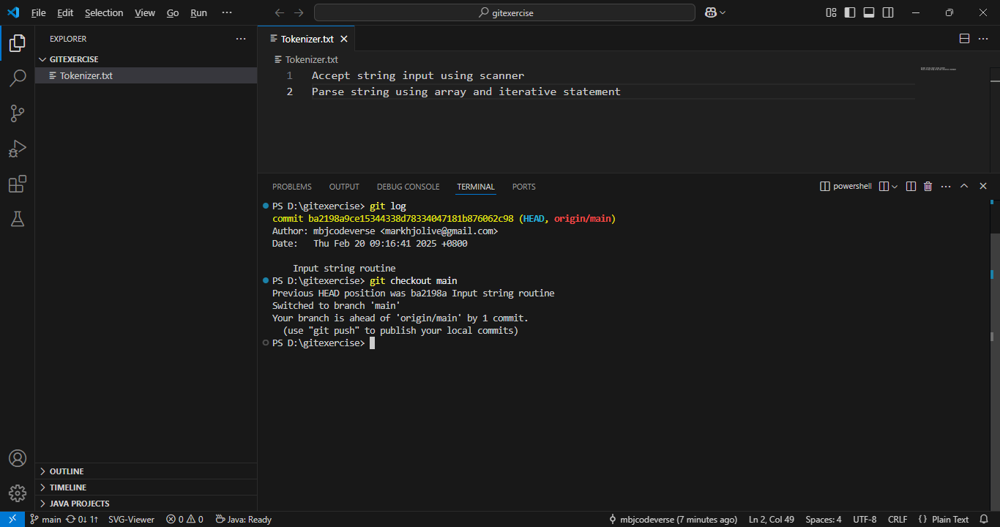 File Edit Selection View Go Run ···
gitexercise
EXPLORER
GITEXERCISE
Tokenizer.txt
Tokenizer.txt
Tokenizer.txt
1 Accept string input using scanner
2 Parse string using array and iterative statement
PROBLEMS OUTPUT DEBUG CONSOLE TERMINAL PORTS
powershell
PS D:\gitexercise> git log
commit ba2198a9ce15344338d78334047181b876062c98 (HEAD, origin/main)
Author: mbjcodeverse <markhjolive@gmail.com>
Date:   Thu Feb 20 09:16:41 2025 +0800
Input string routine
PS D:\gitexercise> git checkout main
Previous HEAD position was ba2198a Input string routine
Switched to branch 'main'
Your branch is ahead of 'origin/main' by 1 commit.
(use "git push" to publish your local commits)
PS D:\gitexercise>
OUTLINE
TIMELINE
JAVA PROJECTS
main 0↓ 1↑ SVG-Viewer 0 0 Java: Ready mbjcodeverse (7 minutes ago) Ln 2, Col 49 Spaces: 4 UTF-8 CRLF {} Plain Text